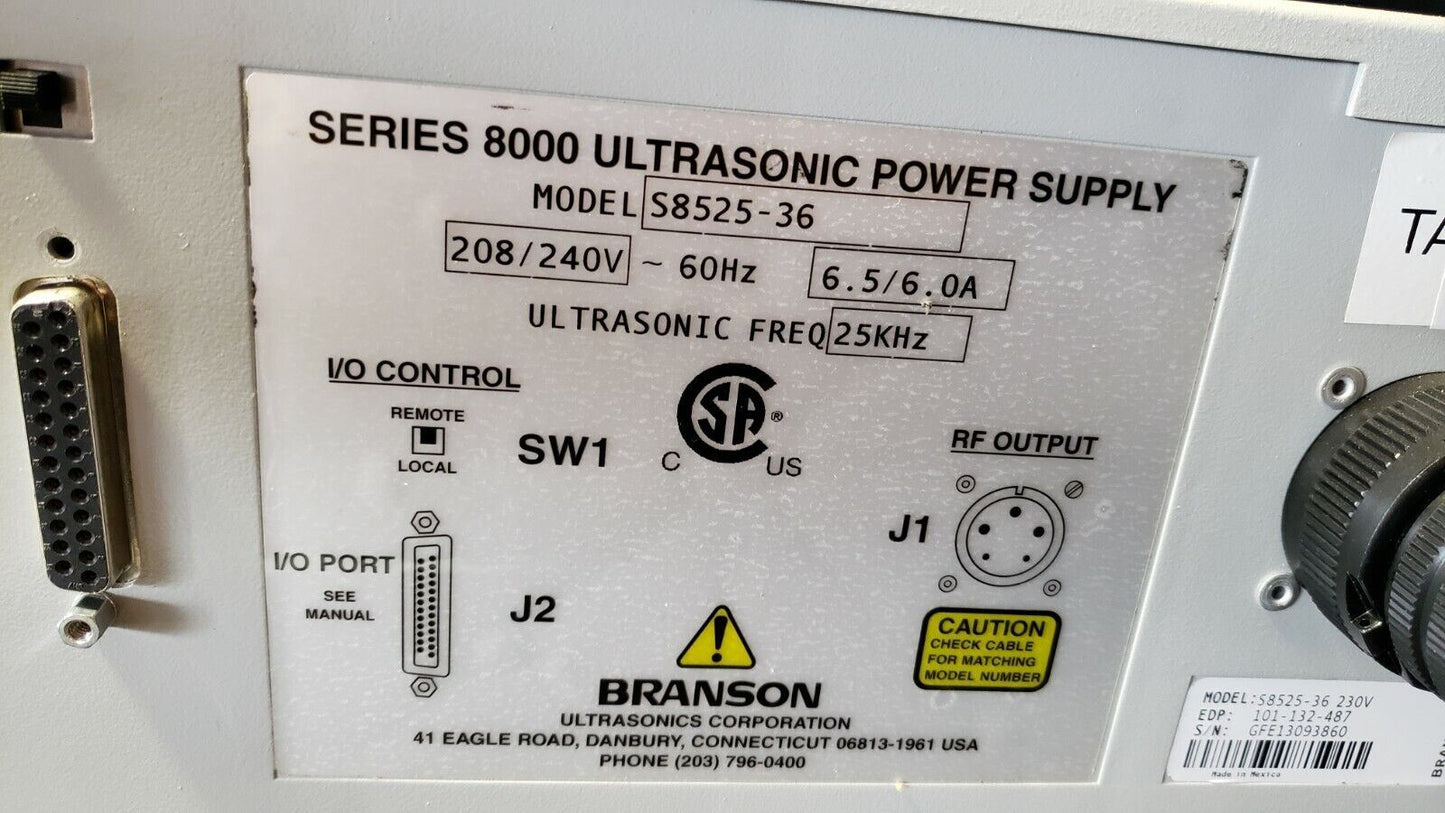 SERIES 8000 ULTRASONIC POWER SUPPLY
MODEL S8525-36
208/240V ~ 60Hz 6.5/6.0A
ULTRASONIC FREQ 25KHz
I/O CONTROL
REMOTE
LOCAL
SW1
CSA®
C US
RF OUTPUT
J1
I/O PORT
SEE
MANUAL
J2
!
CAUTION
CHECK CABLE
FOR MATCHING
MODEL NUMBER
BRANSON
ULTRASONICS CORPORATION
41 EAGLE ROAD, DANBURY, CONNECTICUT 06813-1961 USA
PHONE (203) 796-0400
TA
MODEL:S8525-36 230V
EDP: 101-132-487
S/N: GFE13093860
Made in Mexico
BRA